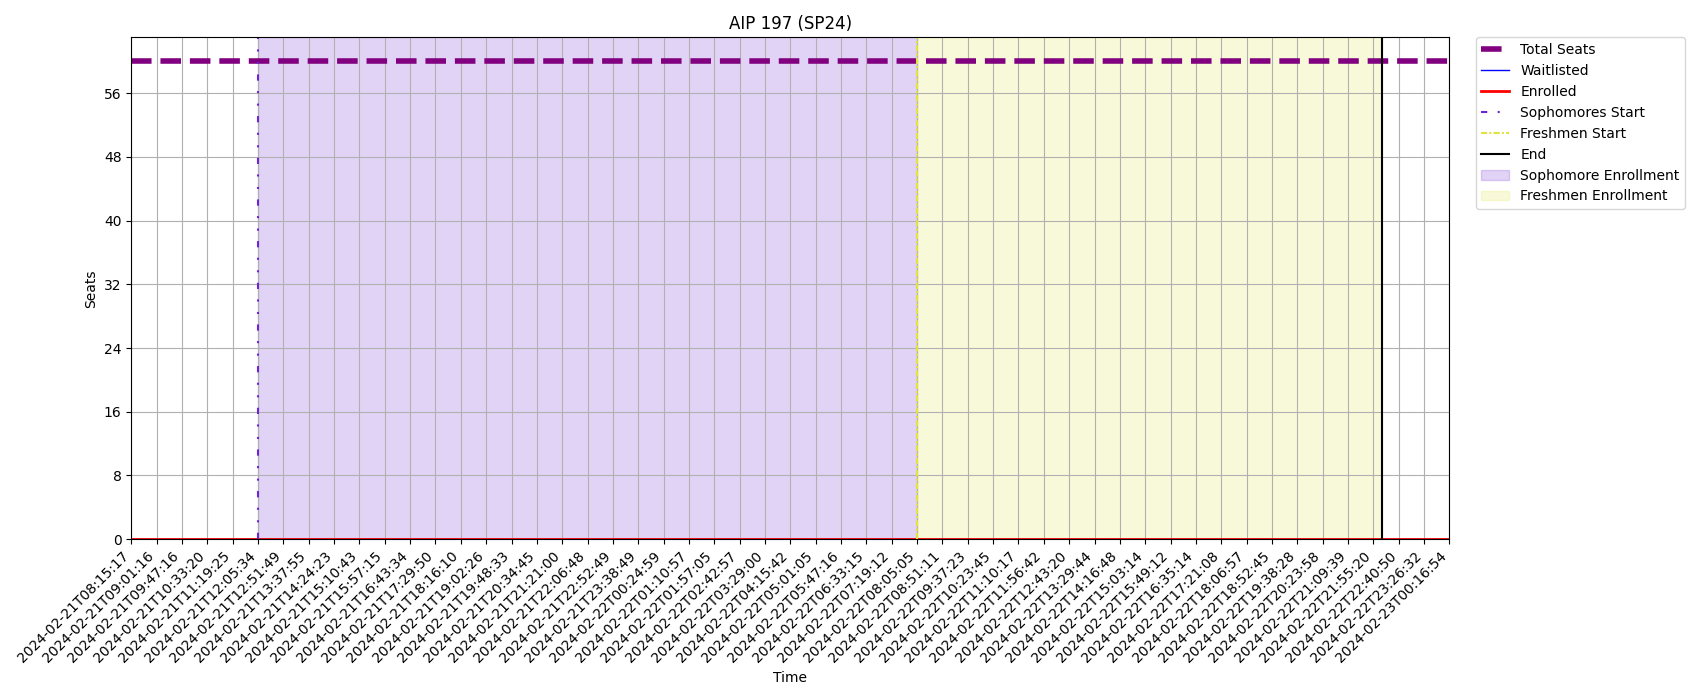 AIP 197 (SP24)
Total Seats
Waitlisted
Enrolled
Sophomores Start
Freshmen Start
End
Sophomore Enrollment
Freshmen Enrollment
Seats
56
48
40
32
24
16
8
0
2024-02-21T08:15:17
2024-02-21T09:01:16
2024-02-21T09:47:16
2024-02-21T10:33:20
2024-02-21T11:19:25
2024-02-21T12:05:34
2024-02-21T12:51:49
2024-02-21T13:37:55
2024-02-21T14:24:23
2024-02-21T15:10:43
2024-02-21T15:57:15
2024-02-21T16:43:34
2024-02-21T17:29:50
2024-02-21T18:16:10
2024-02-21T19:02:26
2024-02-21T19:48:33
2024-02-21T20:34:45
2024-02-21T21:21:00
2024-02-21T22:06:48
2024-02-21T22:52:49
2024-02-21T23:38:49
2024-02-22T00:24:59
2024-02-22T01:10:57
2024-02-22T01:57:05
2024-02-22T02:42:57
2024-02-22T03:29:00
2024-02-22T04:15:42
2024-02-22T05:01:05
2024-02-22T05:47:16
2024-02-22T06:33:15
2024-02-22T07:19:12
2024-02-22T08:05:05
2024-02-22T08:51:11
2024-02-22T09:37:23
2024-02-22T10:23:45
2024-02-22T11:10:17
2024-02-22T11:56:42
2024-02-22T12:43:20
2024-02-22T13:29:44
2024-02-22T14:16:48
2024-02-22T15:03:14
2024-02-22T15:49:12
2024-02-22T16:35:14
2024-02-22T17:21:08
2024-02-22T18:06:57
2024-02-22T18:52:45
2024-02-22T19:38:28
2024-02-22T20:23:58
2024-02-22T21:09:39
2024-02-22T21:55:20
2024-02-22T22:40:50
2024-02-22T23:26:32
2024-02-23T00:16:54
Time